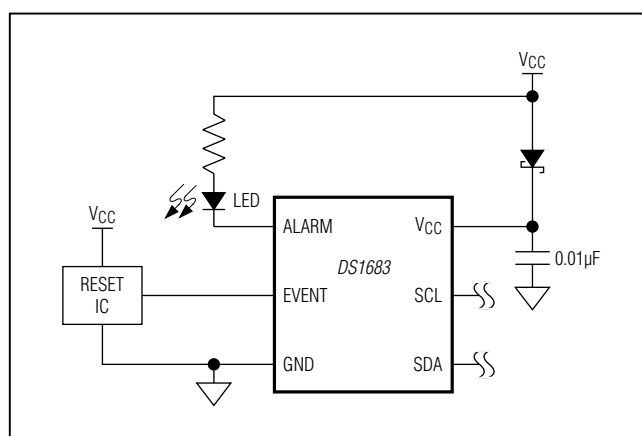 VCC
LED
VCC
ALARM
VCC
DS1683
0.01µF
RESET
IC
EVENT
SCL
GND
SDA